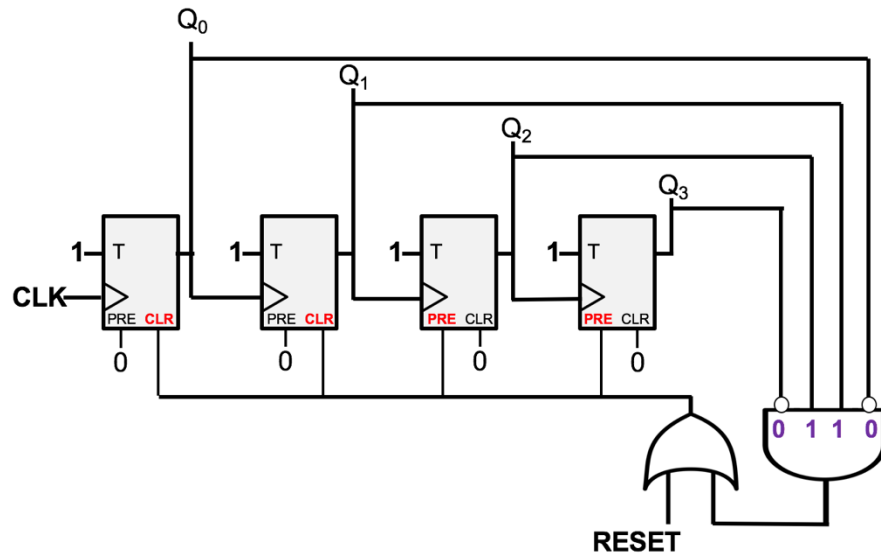 Q0
Q1
Q2
Q3
1 T 1 T 1 T 1 T
CLK
PRE CLR PRE CLR PRE CLR PRE CLR
0 0 0 0
0 1 1 0
RESET